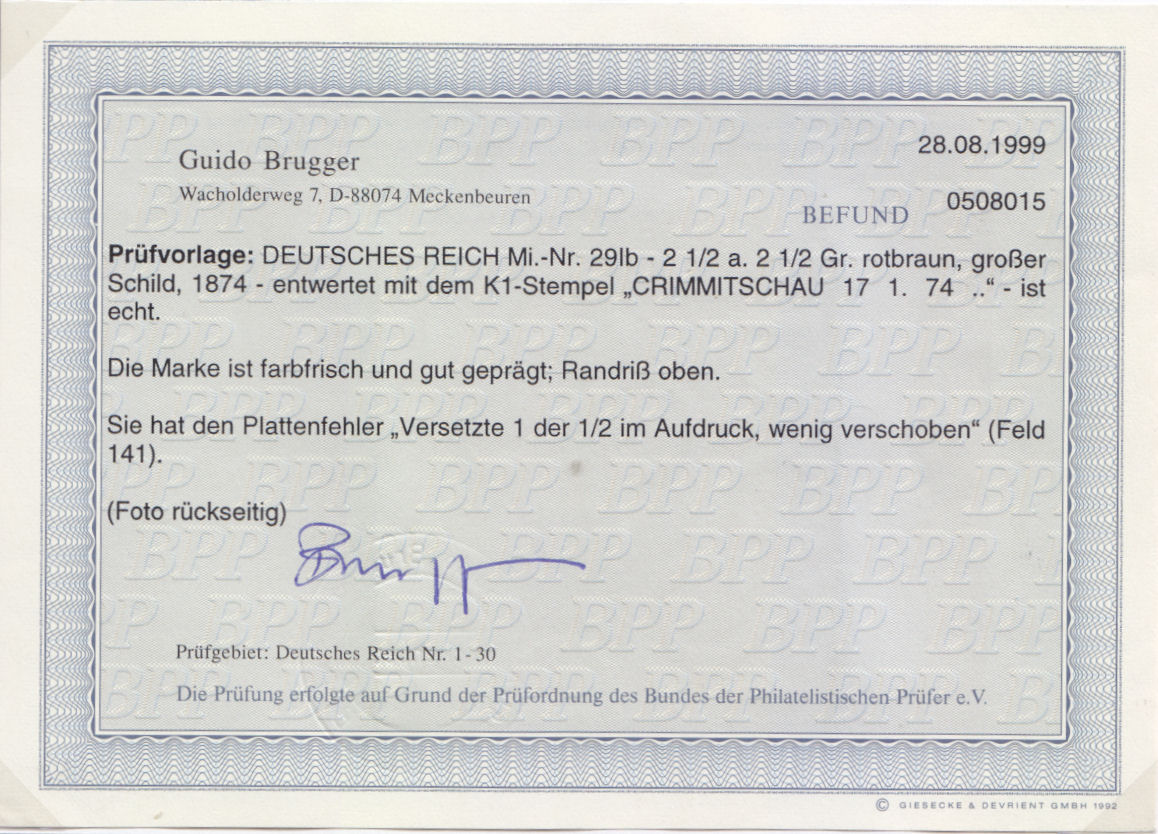 Guido Brugger
28.08.1999
Wacholderweg 7, D-88074 Meckenbeuren
BEFUND 0508015
Prüfvorlage: DEUTSCHES REICH Mi.-Nr. 29Ib - 2 1/2 a. 2 1/2 Gr. rotbraun, großer
Schild, 1874 - entwertet mit dem K1-Stempel „CRIMMITSCHAU 17 1. 74 ..“ - ist
echt.
Die Marke ist farbfrisch und gut geprägt; Randriß oben.
Sie hat den Plattenfehler „Versetzte 1 der 1/2 im Aufdruck, wenig verschoben“ (Feld
141).
(Foto rückseitig)
Prüfgebiet: Deutsches Reich Nr. 1-30
Die Prüfung erfolgte auf Grund der Prüfordnung des Bundes der Philatelistischen Prüfer e.V.
© GIESECKE & DEVRIENT GMBH 1992